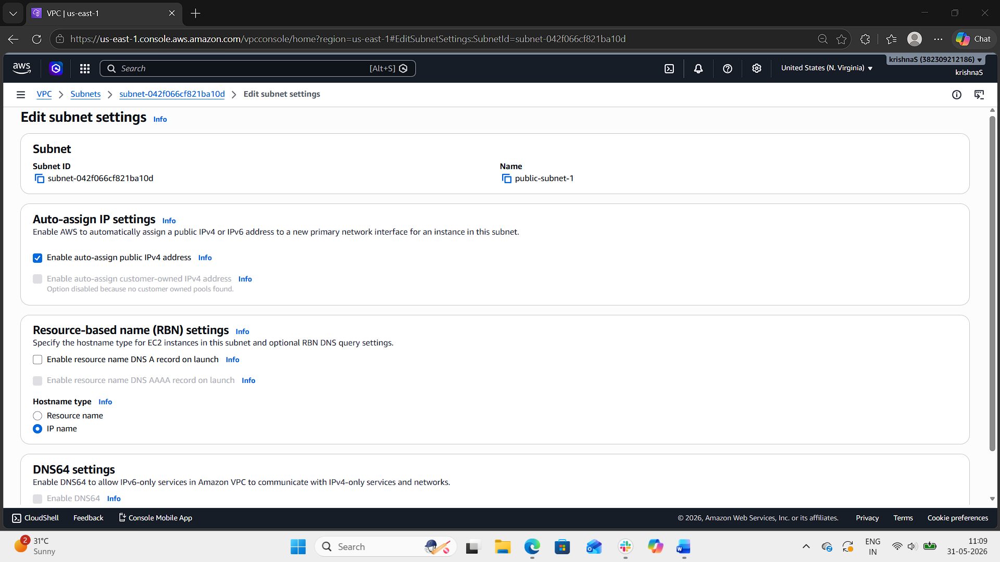 VPC | us-east-1
https://us-east-1.console.aws.amazon.com/vpcconsole/home?region=us-east-1#EditSubnetSettings:SubnetId=subnet-042f066cf821ba10d
Chat
aws
Search
[Alt+S]
United States (N. Virginia)
krishnaS (382309212186)
krishnaS
VPC
Subnets
subnet-042f066cf821ba10d
Edit subnet settings
Edit subnet settings Info
Subnet
Subnet ID
subnet-042f066cf821ba10d
Name
public-subnet-1
Auto-assign IP settings Info
Enable AWS to automatically assign a public IPv4 or IPv6 address to a new primary network interface for an instance in this subnet.
Enable auto-assign public IPv4 address Info
Enable auto-assign customer-owned IPv4 address Info
Option disabled because no customer owned pools found.
Resource-based name (RBN) settings Info
Specify the hostname type for EC2 instances in this subnet and optional RBN DNS query settings.
Enable resource name DNS A record on launch Info
Enable resource name DNS AAAA record on launch Info
Hostname type Info
Resource name
IP name
DNS64 settings
Enable DNS64 to allow IPv6-only services in Amazon VPC to communicate with IPv4-only services and networks.
Enable DNS64 Info
CloudShell
Feedback
Console Mobile App
© 2026, Amazon Web Services, Inc. or its affiliates.
Privacy
Terms
Cookie preferences
2
31°C
Sunny
Search
ENG
IN
11:09
31-05-2026